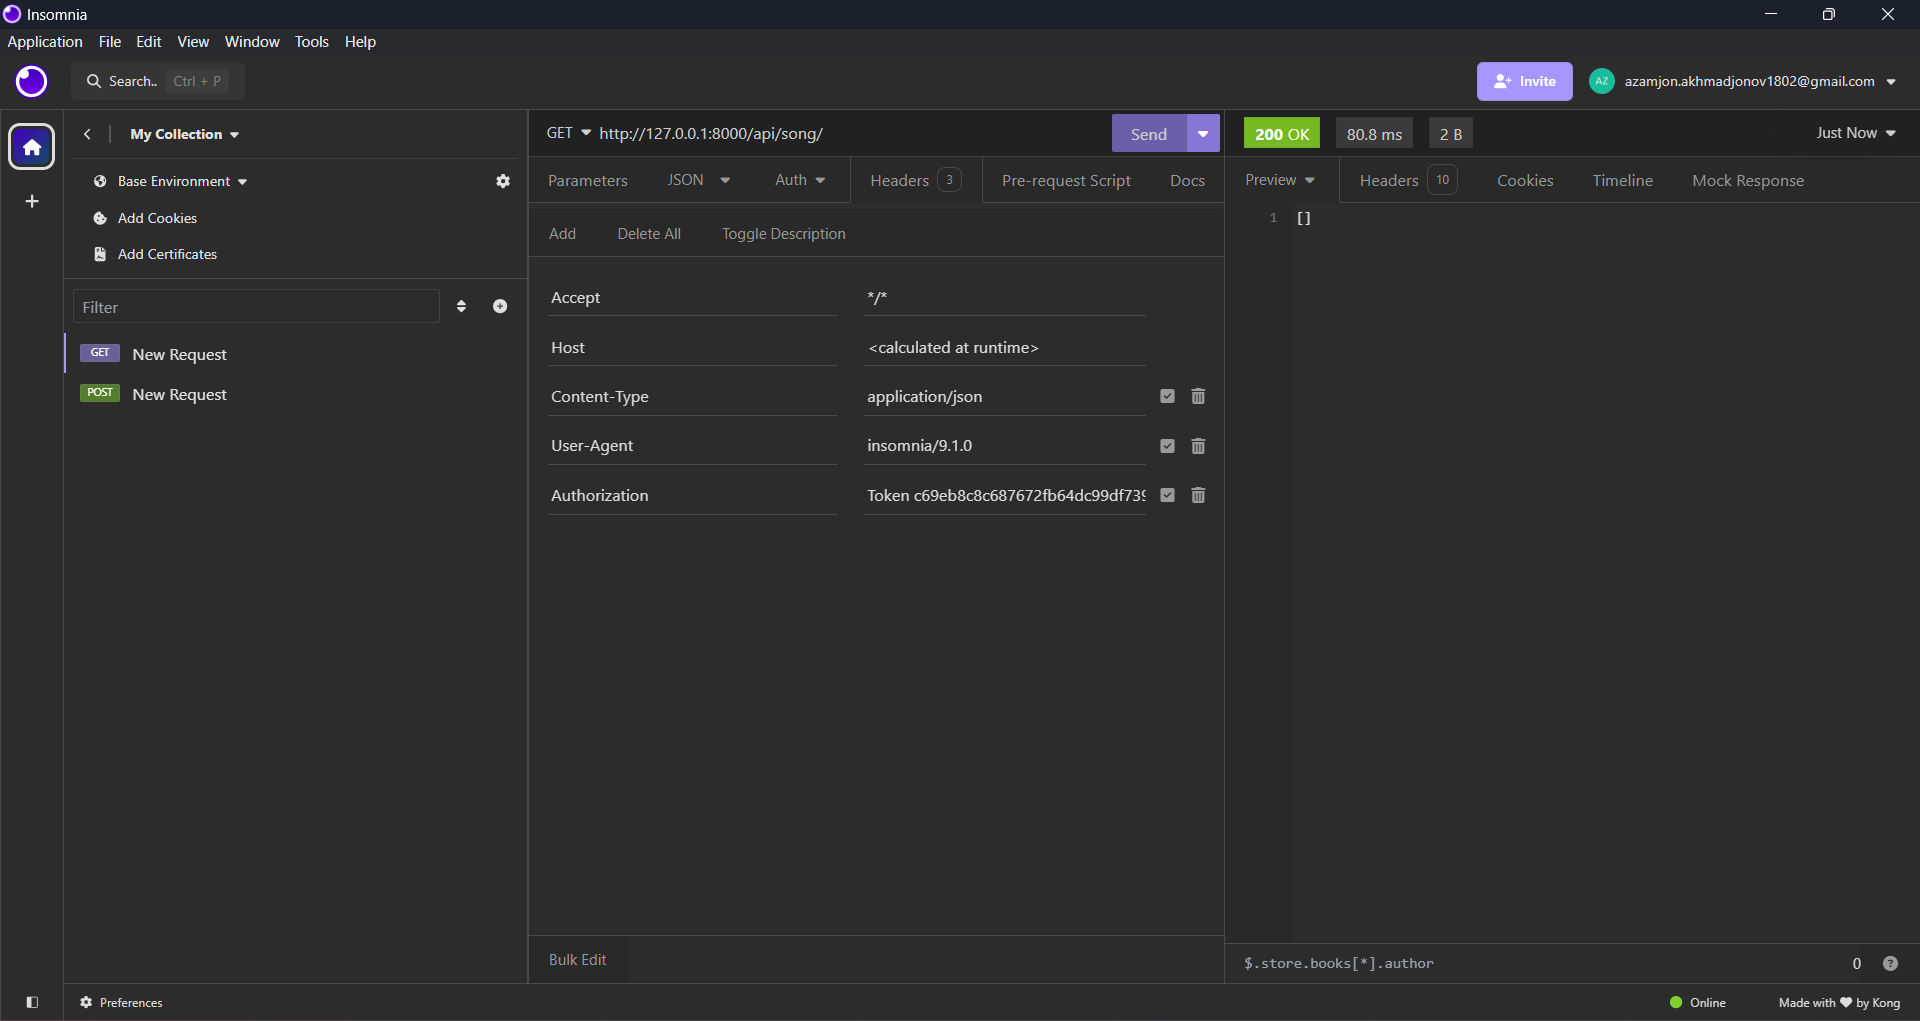 Insomnia
Application File Edit View Window Tools Help
Search.. Ctrl + P
Invite
AZ azamjon.akhmadjonov1802@gmail.com
My Collection
Base Environment
Add Cookies
Add Certificates
Filter
GET New Request
POST New Request
GET http://127.0.0.1:8000/api/song/ Send
Parameters JSON Auth Headers 3 Pre-request Script Docs
Add Delete All Toggle Description
Accept */*
Host <calculated at runtime>
Content-Type application/json
User-Agent insomnia/9.1.0
Authorization Token c69eb8c8c687672fb64dc99df739
Bulk Edit
200 OK 80.8 ms 2 B Just Now
Preview Headers 10 Cookies Timeline Mock Response
1 []
$.store.books[*].author 0 ?
Preferences
Online Made with ♥ by Kong